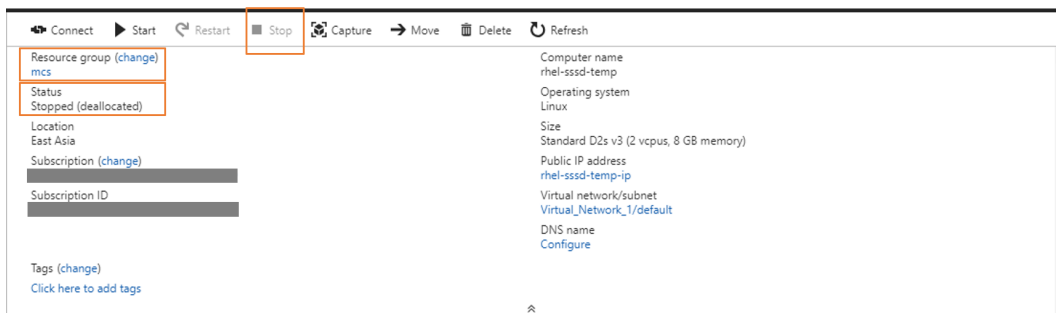 Connect Start Restart Stop Capture Move Delete Refresh
Resource group (change)
mcs
Status
Stopped (deallocated)
Location
East Asia
Subscription (change)
Subscription ID
Tags (change)
Click here to add tags
Computer name
rhel-sssd-temp
Operating system
Linux
Size
Standard D2s v3 (2 vcpus, 8 GB memory)
Public IP address
rhel-sssd-temp-ip
Virtual network/subnet
Virtual_Network_1/default
DNS name
Configure